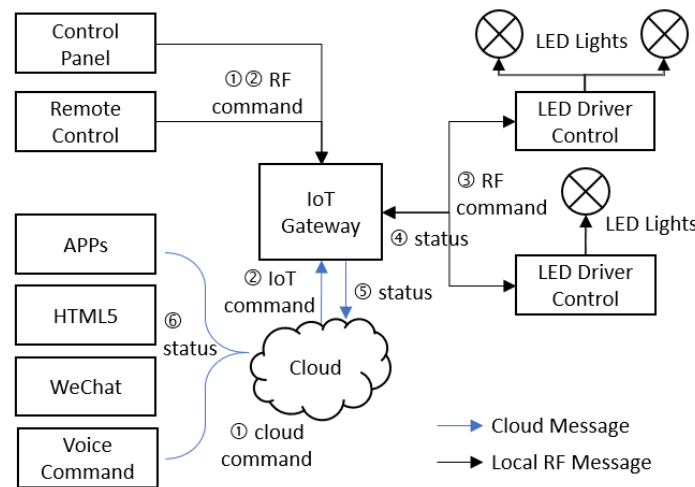 Control
Panel
Remote
Control
①② RF
command
IoT
Gateway
LED Lights
LED Driver
Control
③ RF
command
④ status
LED Lights
LED Driver
Control
APPs
HTML5
WeChat
Voice
Command
⑥
status
② IoT
command
⑤ status
Cloud
① cloud
command
Cloud Message
Local RF Message